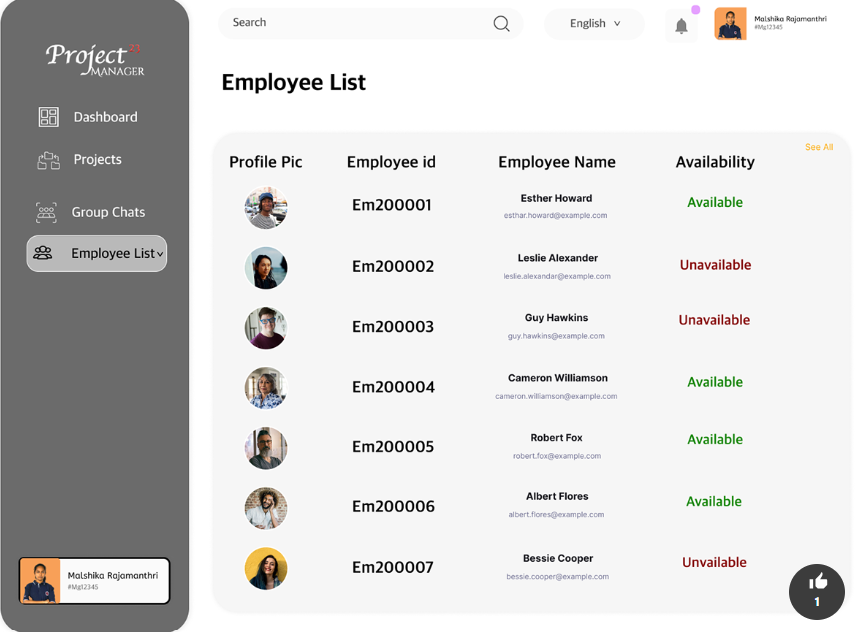 Search
English
Malshika Rajamanthri
#Mg12345
Project 23
MANAGER
Dashboard
Projects
Group Chats
Employee List
Malshika Rajamanthri
#Mg12345
Employee List
See All
Profile Pic Employee id Employee Name Availability
Em200001 Esther Howard Available
esthar.howard@example.com
Em200002 Leslie Alexander Unavailable
leslie.alexandar@example.com
Em200003 Guy Hawkins Unavailable
guy.hawkins@example.com
Em200004 Cameron Williamson Available
cameron.williamson@example.com
Em200005 Robert Fox Available
robert.fox@example.com
Em200006 Albert Flores Available
albert.flores@example.com
Em200007 Bessie Cooper Unvailable
bessie.cooper@example.com
1